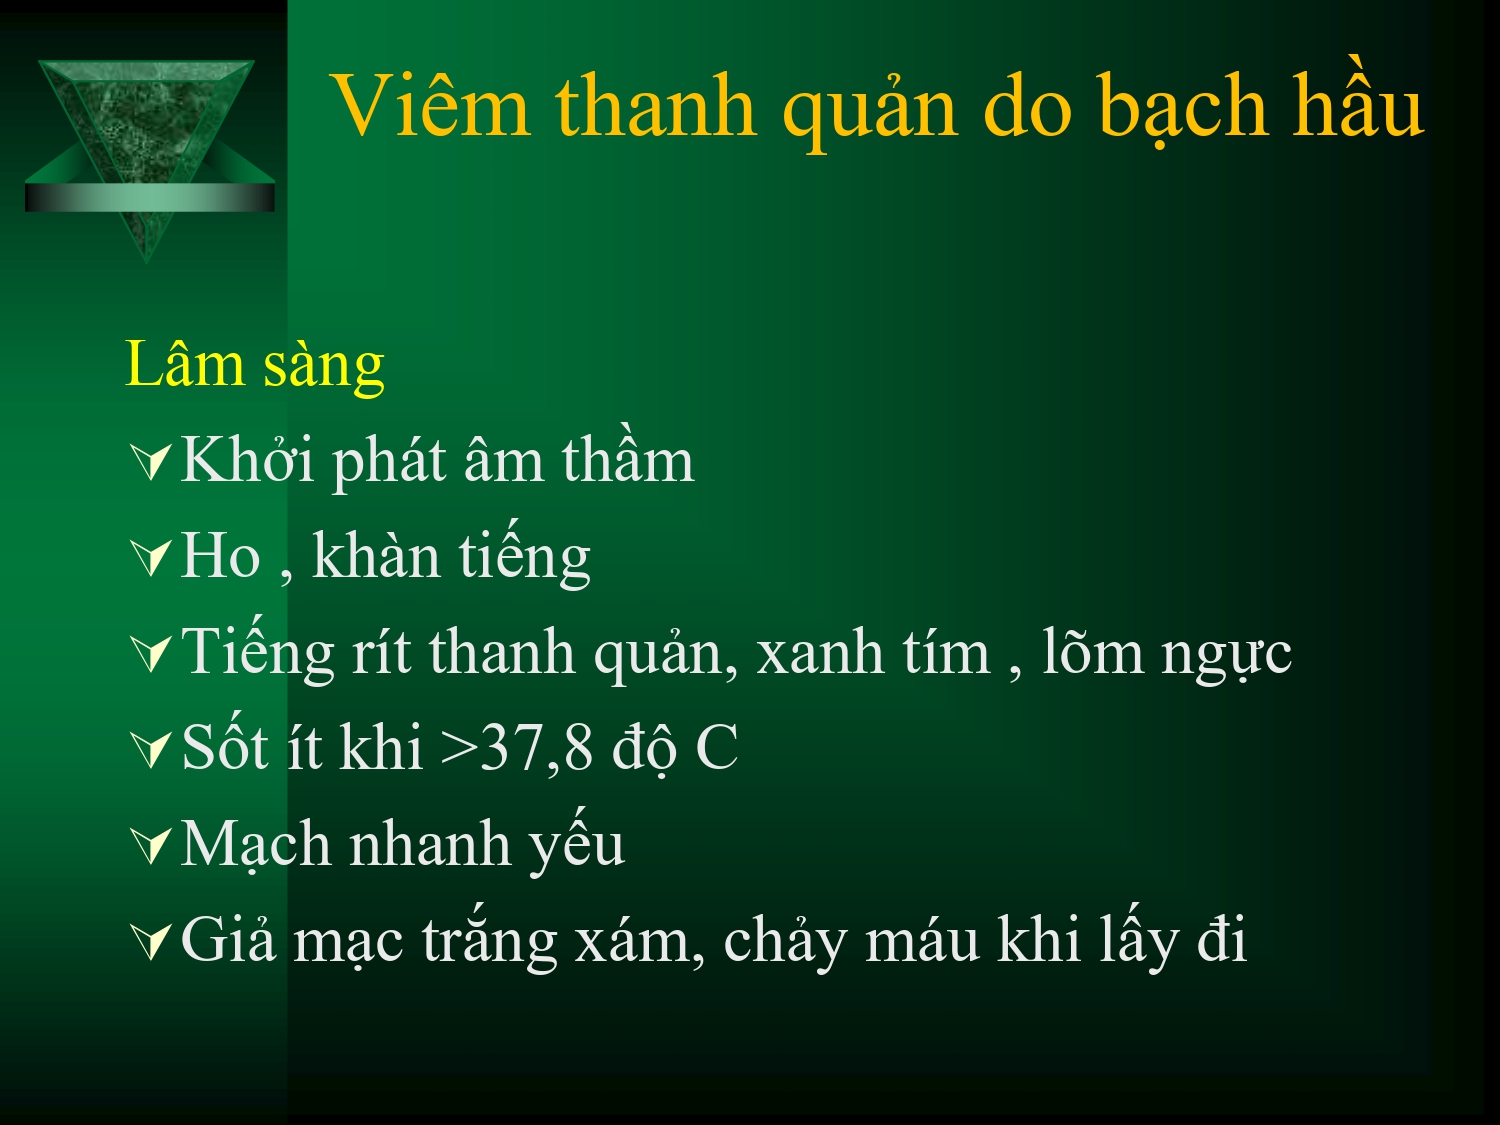 Viêm thanh quản do bạch hầu
Lâm sàng
Khởi phát âm thầm
Ho , khàn tiếng
Tiếng rít thanh quản, xanh tím , lõm ngực
Sốt ít khi >37,8 độ C
Mạch nhanh yếu
Giả mạc trắng xám, chảy máu khi lấy đi